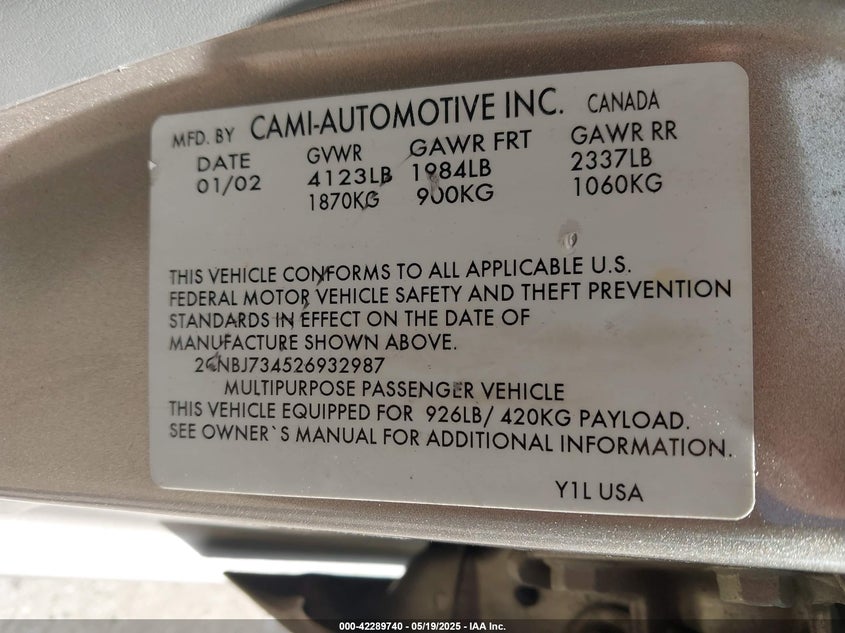 MFD. BY CAMI-AUTOMOTIVE INC. CANADA
DATE GVWR GAWR FRT GAWR RR
01/02 4123LB 1984LB 2337LB
1870KG 900KG 1060KG
THIS VEHICLE CONFORMS TO ALL APPLICABLE U.S.
FEDERAL MOTOR VEHICLE SAFETY AND THEFT PREVENTION
STANDARDS IN EFFECT ON THE DATE OF
MANUFACTURE SHOWN ABOVE.
2CNBJ734526932987
MULTIPURPOSE PASSENGER VEHICLE
THIS VEHICLE EQUIPPED FOR 926LB/ 420KG PAYLOAD.
SEE OWNER`S MANUAL FOR ADDITIONAL INFORMATION.
Y1L USA
000-42289740 - 05/19/2025 - IAA Inc.